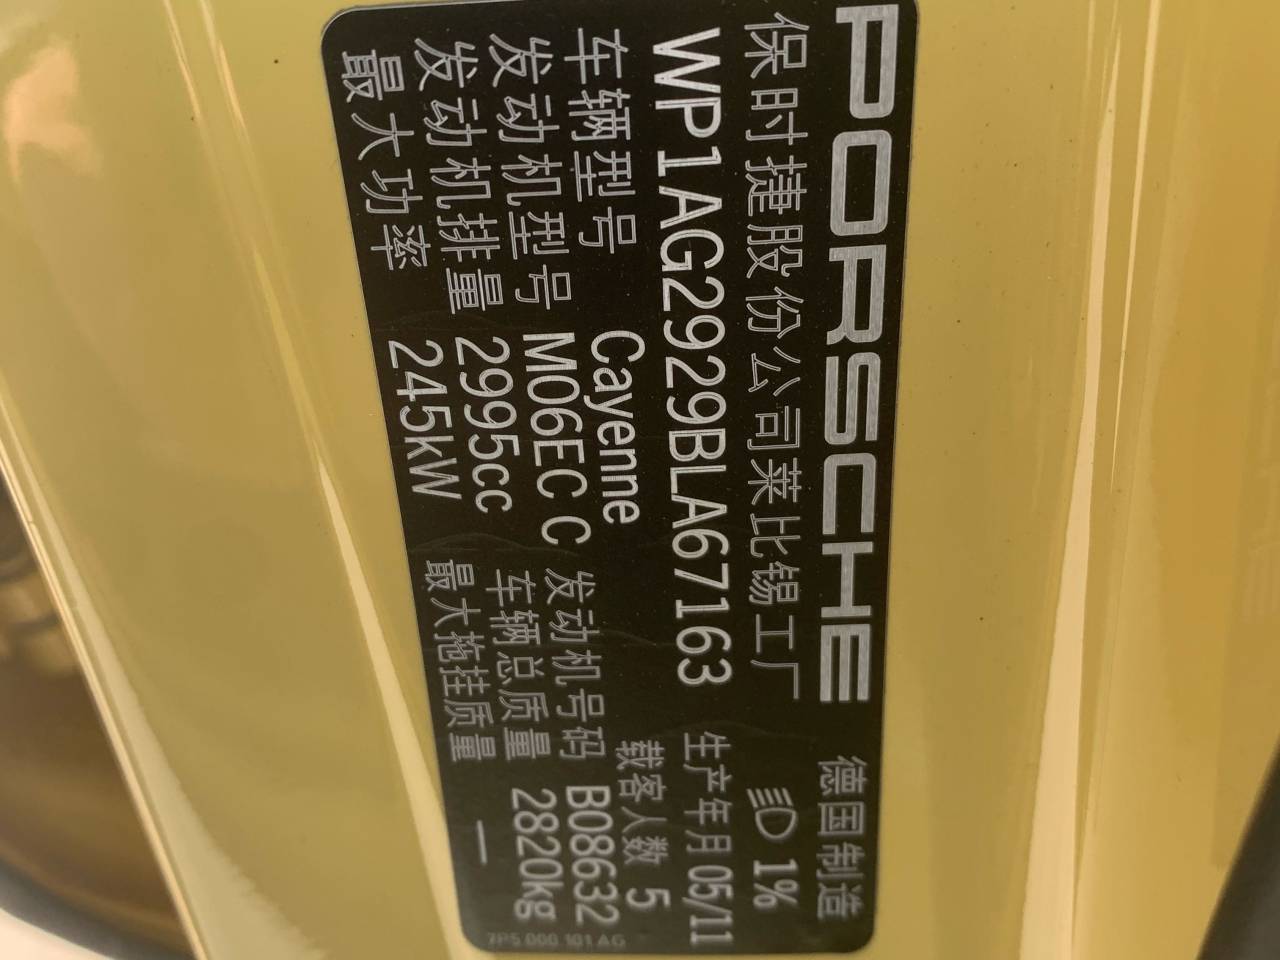 PORSCHE 德国制造
保时捷股份公司莱比锡工厂 1%
WP1AG2929BLA67163 生产年月 05/11
车辆型号 Cayenne 载客人数 5
发动机型号 M06EC C 发动机号码 B08632
发动机排量 2995cc 车辆总质量 2820kg
最大功率 245kW 最大拖挂质量 —
7P5.000.101 AG